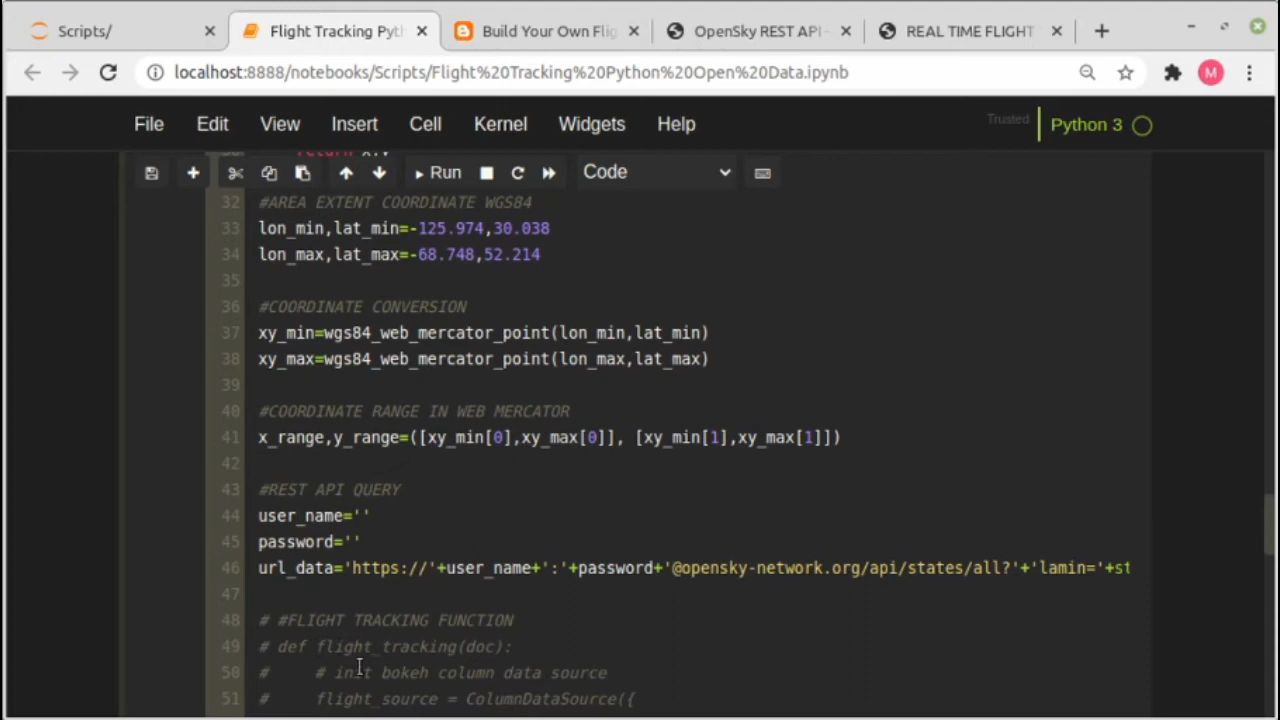 Scripts/
Flight Tracking Pyth
Build Your Own Flig
OpenSky REST API -
REAL TIME FLIGHT
localhost:8888/notebooks/Scripts/Flight%20Tracking%20Python%20Open%20Data.ipynb
M
File Edit View Insert Cell Kernel Widgets Help
Trusted
Python 3
Run
Code
32 #AREA EXTENT COORDINATE WGS84
33 lon_min,lat_min=-125.974,30.038
34 lon_max,lat_max=-68.748,52.214
35
36 #COORDINATE CONVERSION
37 xy_min=wgs84_web_mercator_point(lon_min,lat_min)
38 xy_max=wgs84_web_mercator_point(lon_max,lat_max)
39
40 #COORDINATE RANGE IN WEB MERCATOR
41 x_range,y_range=([xy_min[0],xy_max[0]], [xy_min[1],xy_max[1]])
42
43 #REST API QUERY
44 user_name=''
45 password=''
46 url_data='https://'+user_name+':'+password+'@opensky-network.org/api/states/all?'+'lamin='+st
47
48 # #FLIGHT TRACKING FUNCTION
49 # def flight_tracking(doc):
50 # # init bokeh column data source
51 # flight_source = ColumnDataSource({